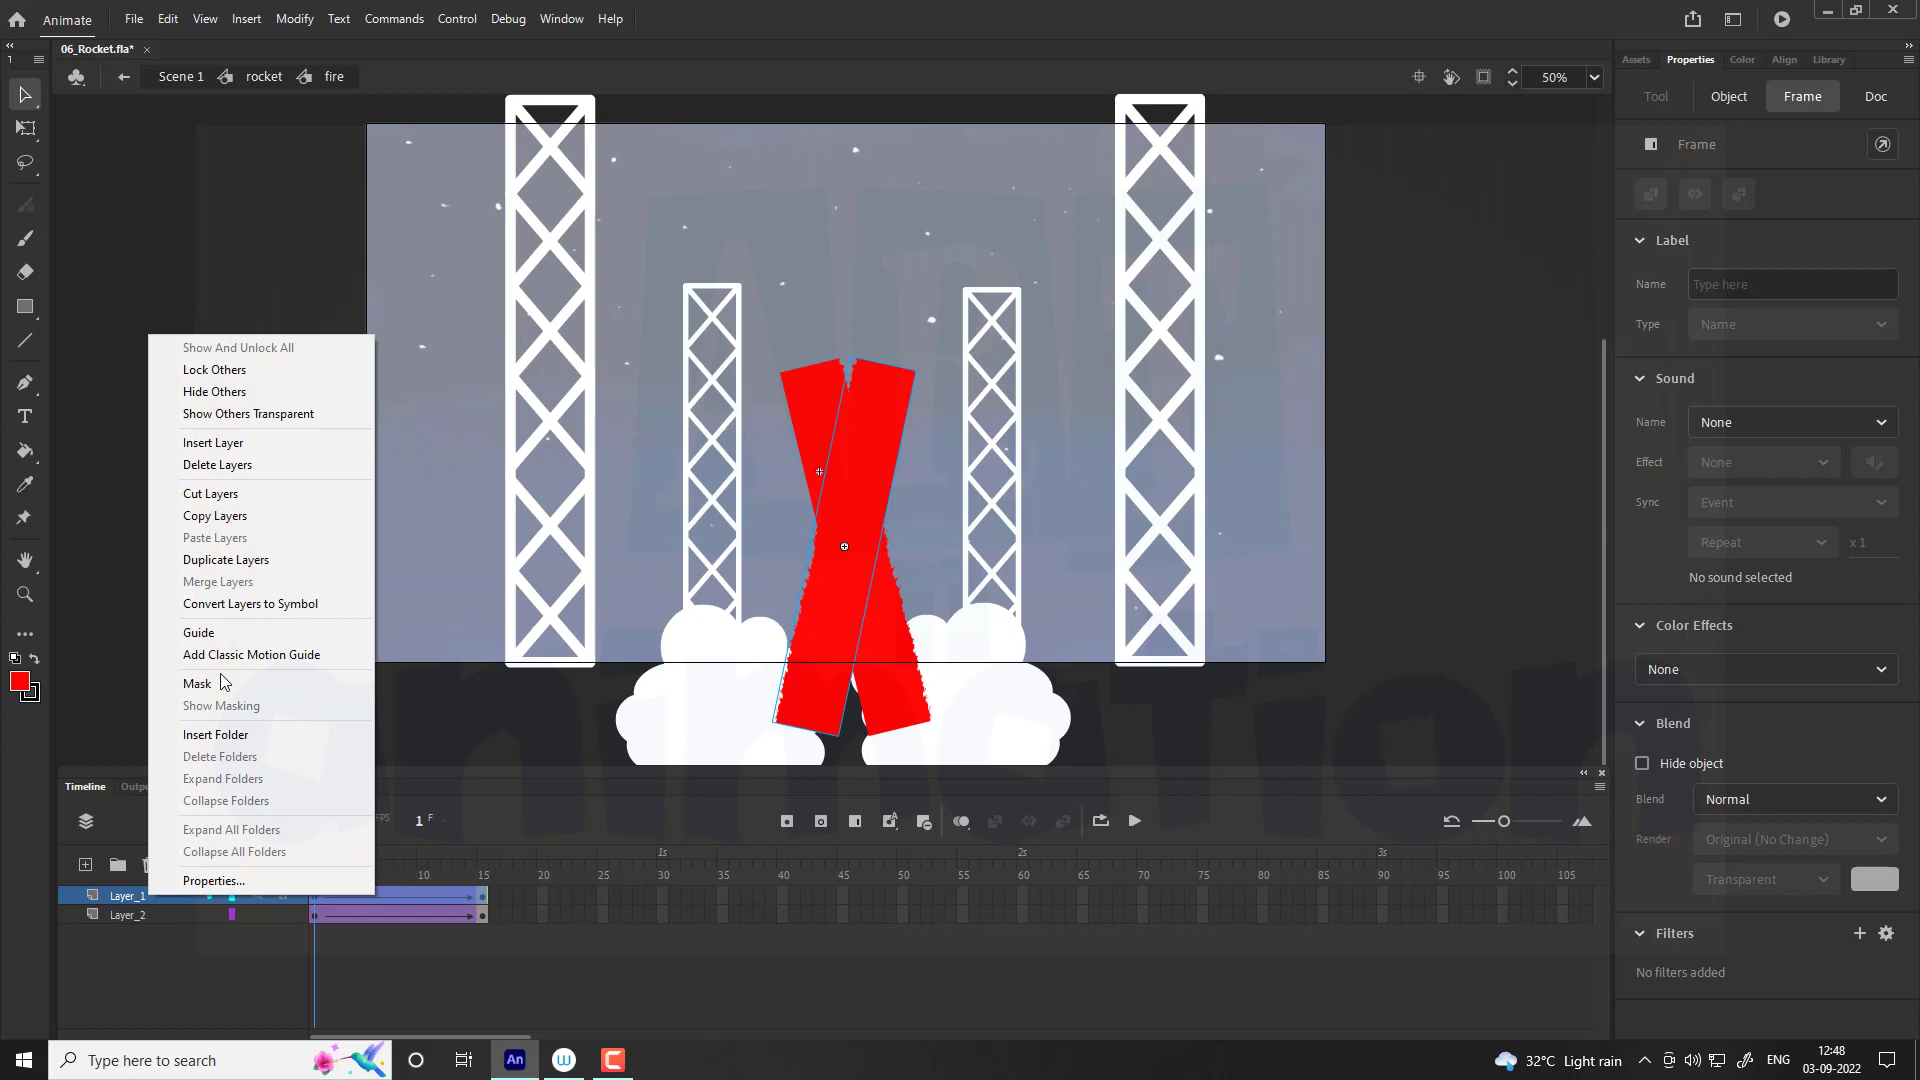 Animate File Edit View Insert Modify Text Commands Control Debug Window Help
06_Rocket.fla* ×
Scene 1 rocket fire 50%
Assets Properties Color Align Library
Tool Object Frame Doc
Frame
Label
Name Type here
Type Name
Sound
Name None
Effect None
Sync Event
Repeat x 1
No sound selected
Color Effects
None
Blend
Hide object
Blend Normal
Render Original (No Change)
Transparent
Filters
No filters added
Show And Unlock All
Lock Others
Hide Others
Show Others Transparent
Insert Layer
Delete Layers
Cut Layers
Copy Layers
Paste Layers
Duplicate Layers
Merge Layers
Convert Layers to Symbol
Guide
Add Classic Motion Guide
Mask
Show Masking
Insert Folder
Delete Folders
Expand Folders
Collapse Folders
Expand All Folders
Collapse All Folders
Properties...
ART
animation
Timeline Outpu
FPS 1 F
1s 2s 3s
10 15 20 25 30 35 40 45 50 55 60 65 70 75 80 85 90 95 100 105
Layer_1
Layer_2
Type here to search
An W C
32°C Light rain ENG
12:48
03-09-2022